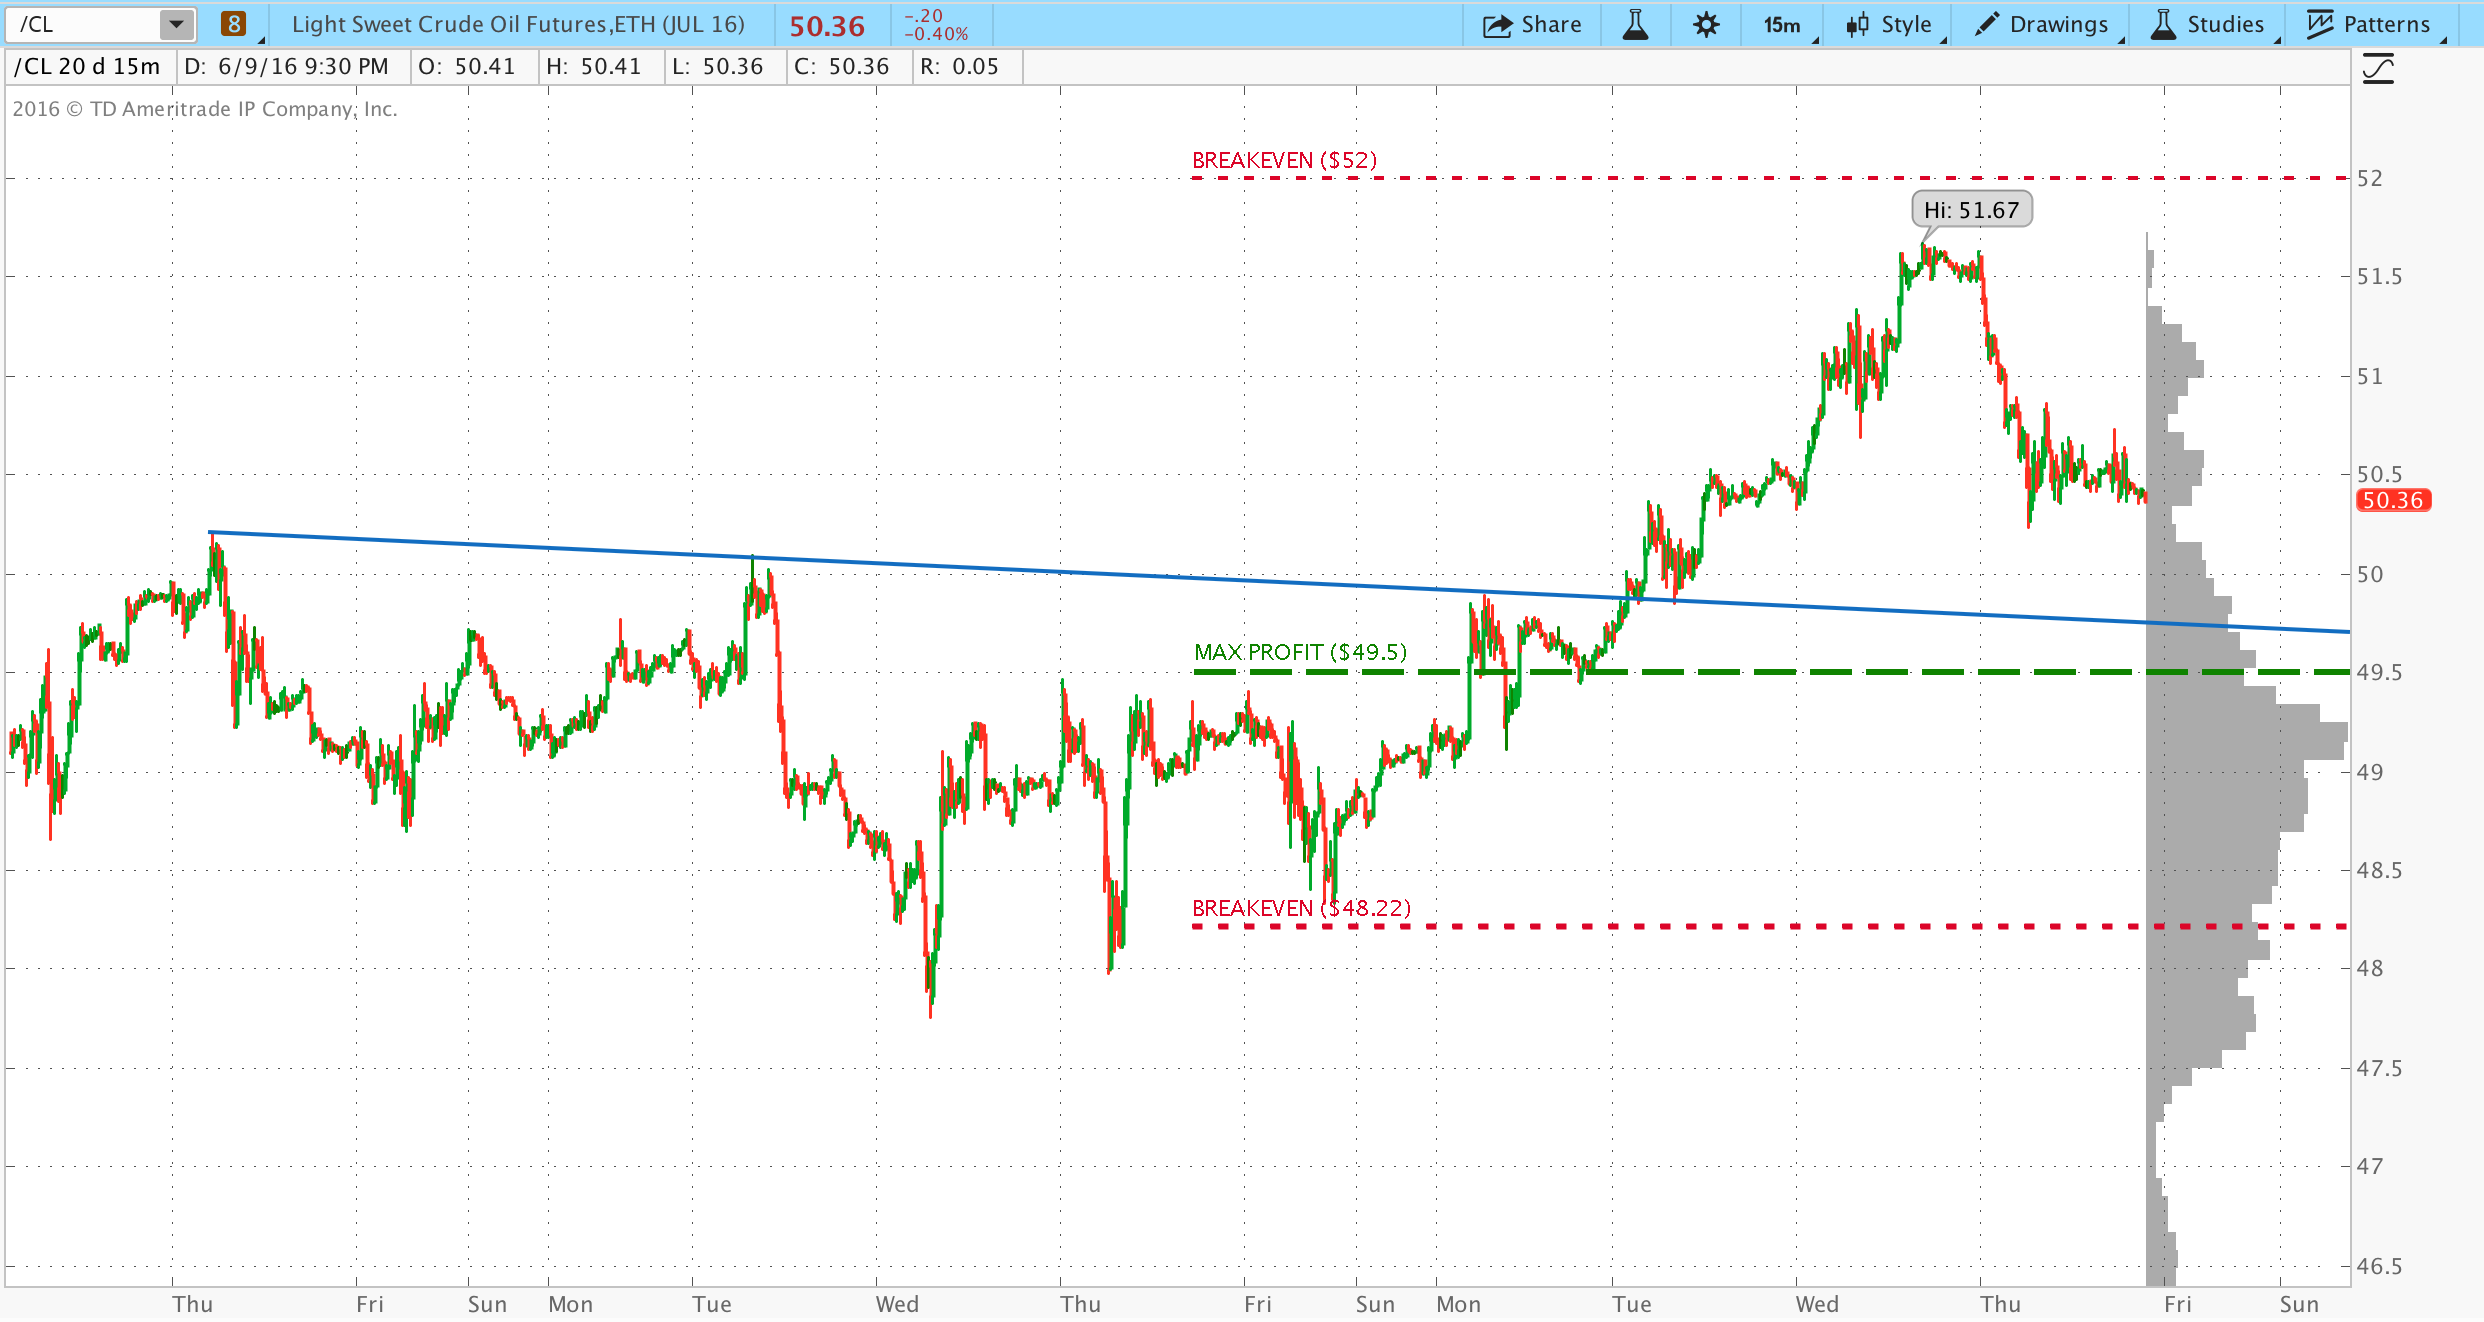 /CL 8 Light Sweet Crude Oil Futures,ETH (JUL 16) 50.36 -.20 -0.40% Share 15m Style Drawings Studies Patterns
/CL 20 d 15m D: 6/9/16 9:30 PM O: 50.41 H: 50.41 L: 50.36 C: 50.36 R: 0.05
2016 © TD Ameritrade IP Company, Inc.
BREAKEVEN ($52)
52
Hi: 51.67
51.5
51
50.5
50.36
50
MAX PROFIT ($49.5)
49.5
49
48.5
BREAKEVEN ($48.22)
48
47.5
47
46.5
Thu Fri Sun Mon Tue Wed Thu Fri Sun Mon Tue Wed Thu Fri Sun